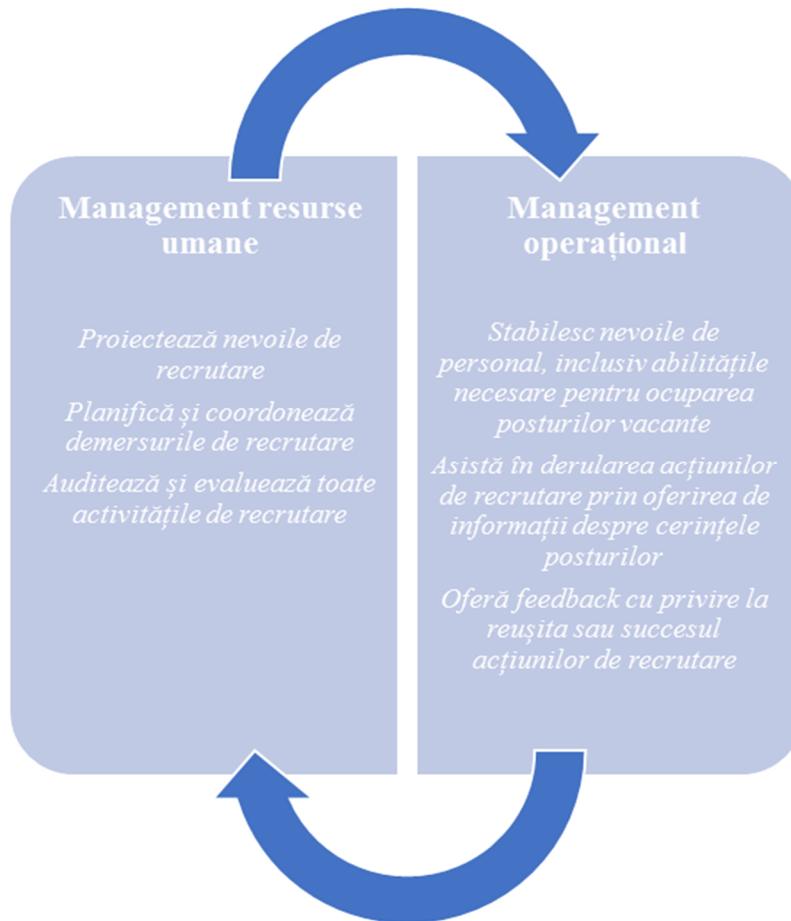 Management resurse
umane
Proiectează nevoile de
recrutare
Planifică și coordonează
demersurile de recrutare
Auditează și evaluează toate
activitățile de recrutare
Management
operațional
Stabilesc nevoile de
personal, inclusiv abilitățile
necesare pentru ocuparea
posturilor vacante
Asistă în derularea acțiunilor
de recrutare prin oferirea de
informații despre cerințele
posturilor
Oferă feedback cu privire la
reușita sau succesul
acțiunilor de recrutare